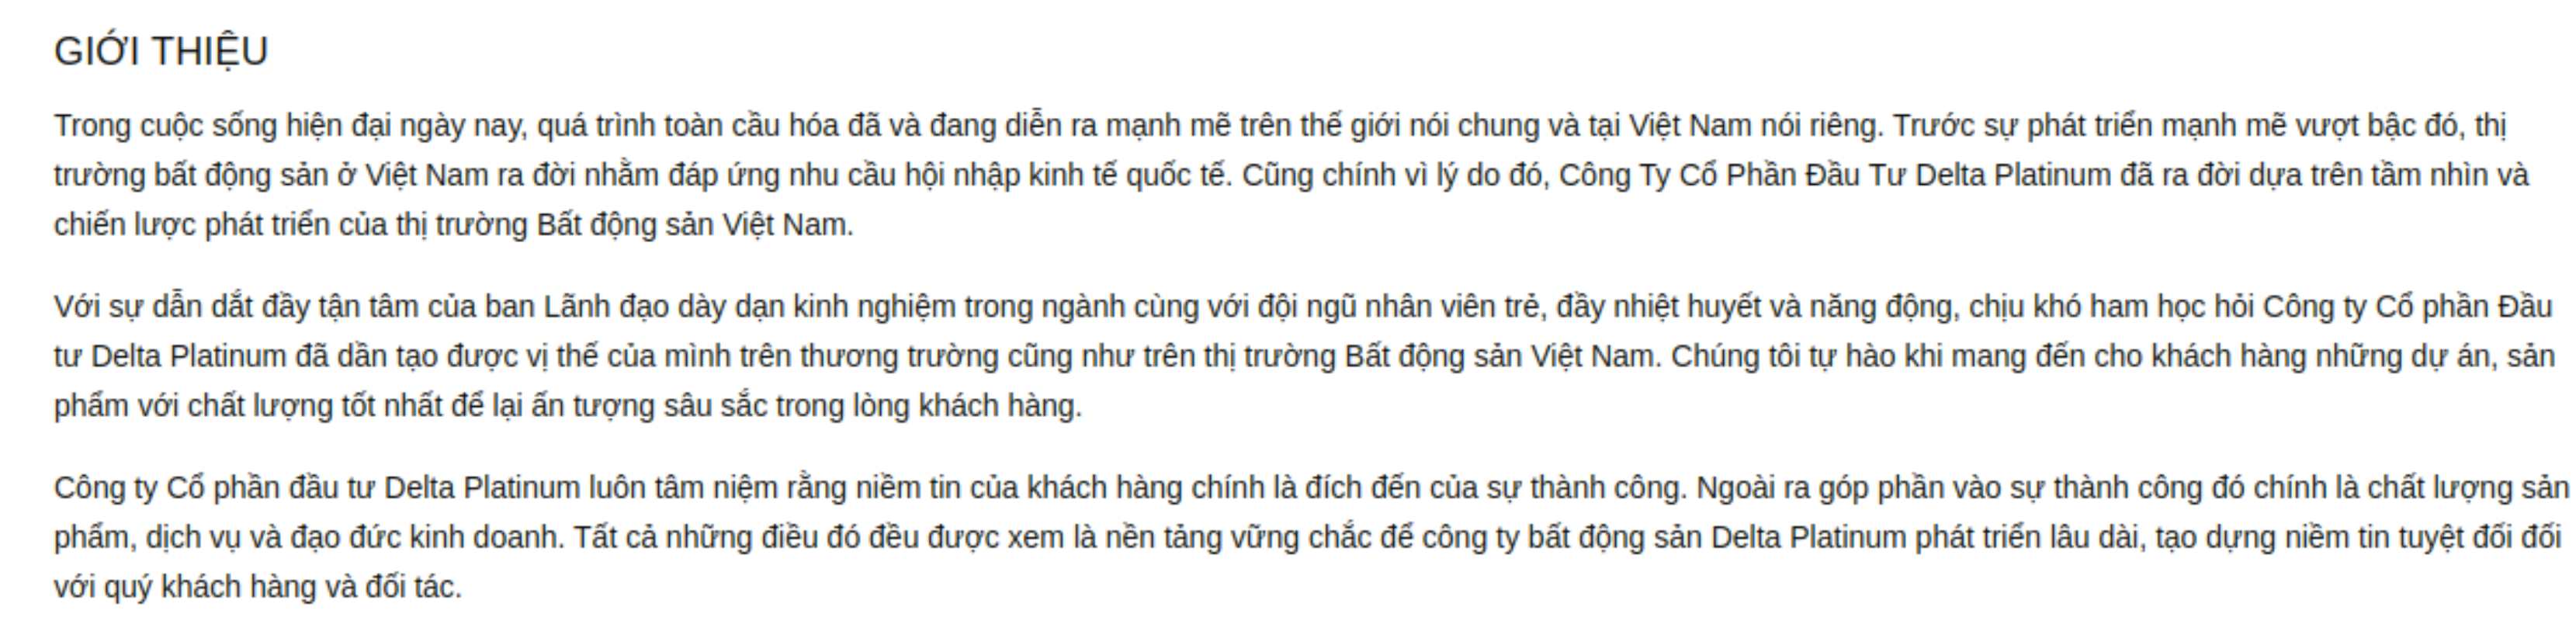 GIỚI THIỆU
Trong cuộc sống hiện đại ngày nay, quá trình toàn cầu hóa đã và đang diễn ra mạnh mẽ trên thế giới nói chung và tại Việt Nam nói riêng. Trước sự phát triển mạnh mẽ vượt bậc đó, thị
trường bất động sản ở Việt Nam ra đời nhằm đáp ứng nhu cầu hội nhập kinh tế quốc tế. Cũng chính vì lý do đó, Công Ty Cổ Phần Đầu Tư Delta Platinum đã ra đời dựa trên tầm nhìn và
chiến lược phát triển của thị trường Bất động sản Việt Nam.
Với sự dẫn dắt đầy tận tâm của ban Lãnh đạo dày dạn kinh nghiệm trong ngành cùng với đội ngũ nhân viên trẻ, đầy nhiệt huyết và năng động, chịu khó ham học hỏi Công ty Cổ phần Đầu
tư Delta Platinum đã dần tạo được vị thế của mình trên thương trường cũng như trên thị trường Bất động sản Việt Nam. Chúng tôi tự hào khi mang đến cho khách hàng những dự án, sản
phẩm với chất lượng tốt nhất để lại ấn tượng sâu sắc trong lòng khách hàng.
Công ty Cổ phần đầu tư Delta Platinum luôn tâm niệm rằng niềm tin của khách hàng chính là đích đến của sự thành công. Ngoài ra góp phần vào sự thành công đó chính là chất lượng sản
phẩm, dịch vụ và đạo đức kinh doanh. Tất cả những điều đó đều được xem là nền tảng vững chắc để công ty bất động sản Delta Platinum phát triển lâu dài, tạo dựng niềm tin tuyệt đối đối
với quý khách hàng và đối tác.